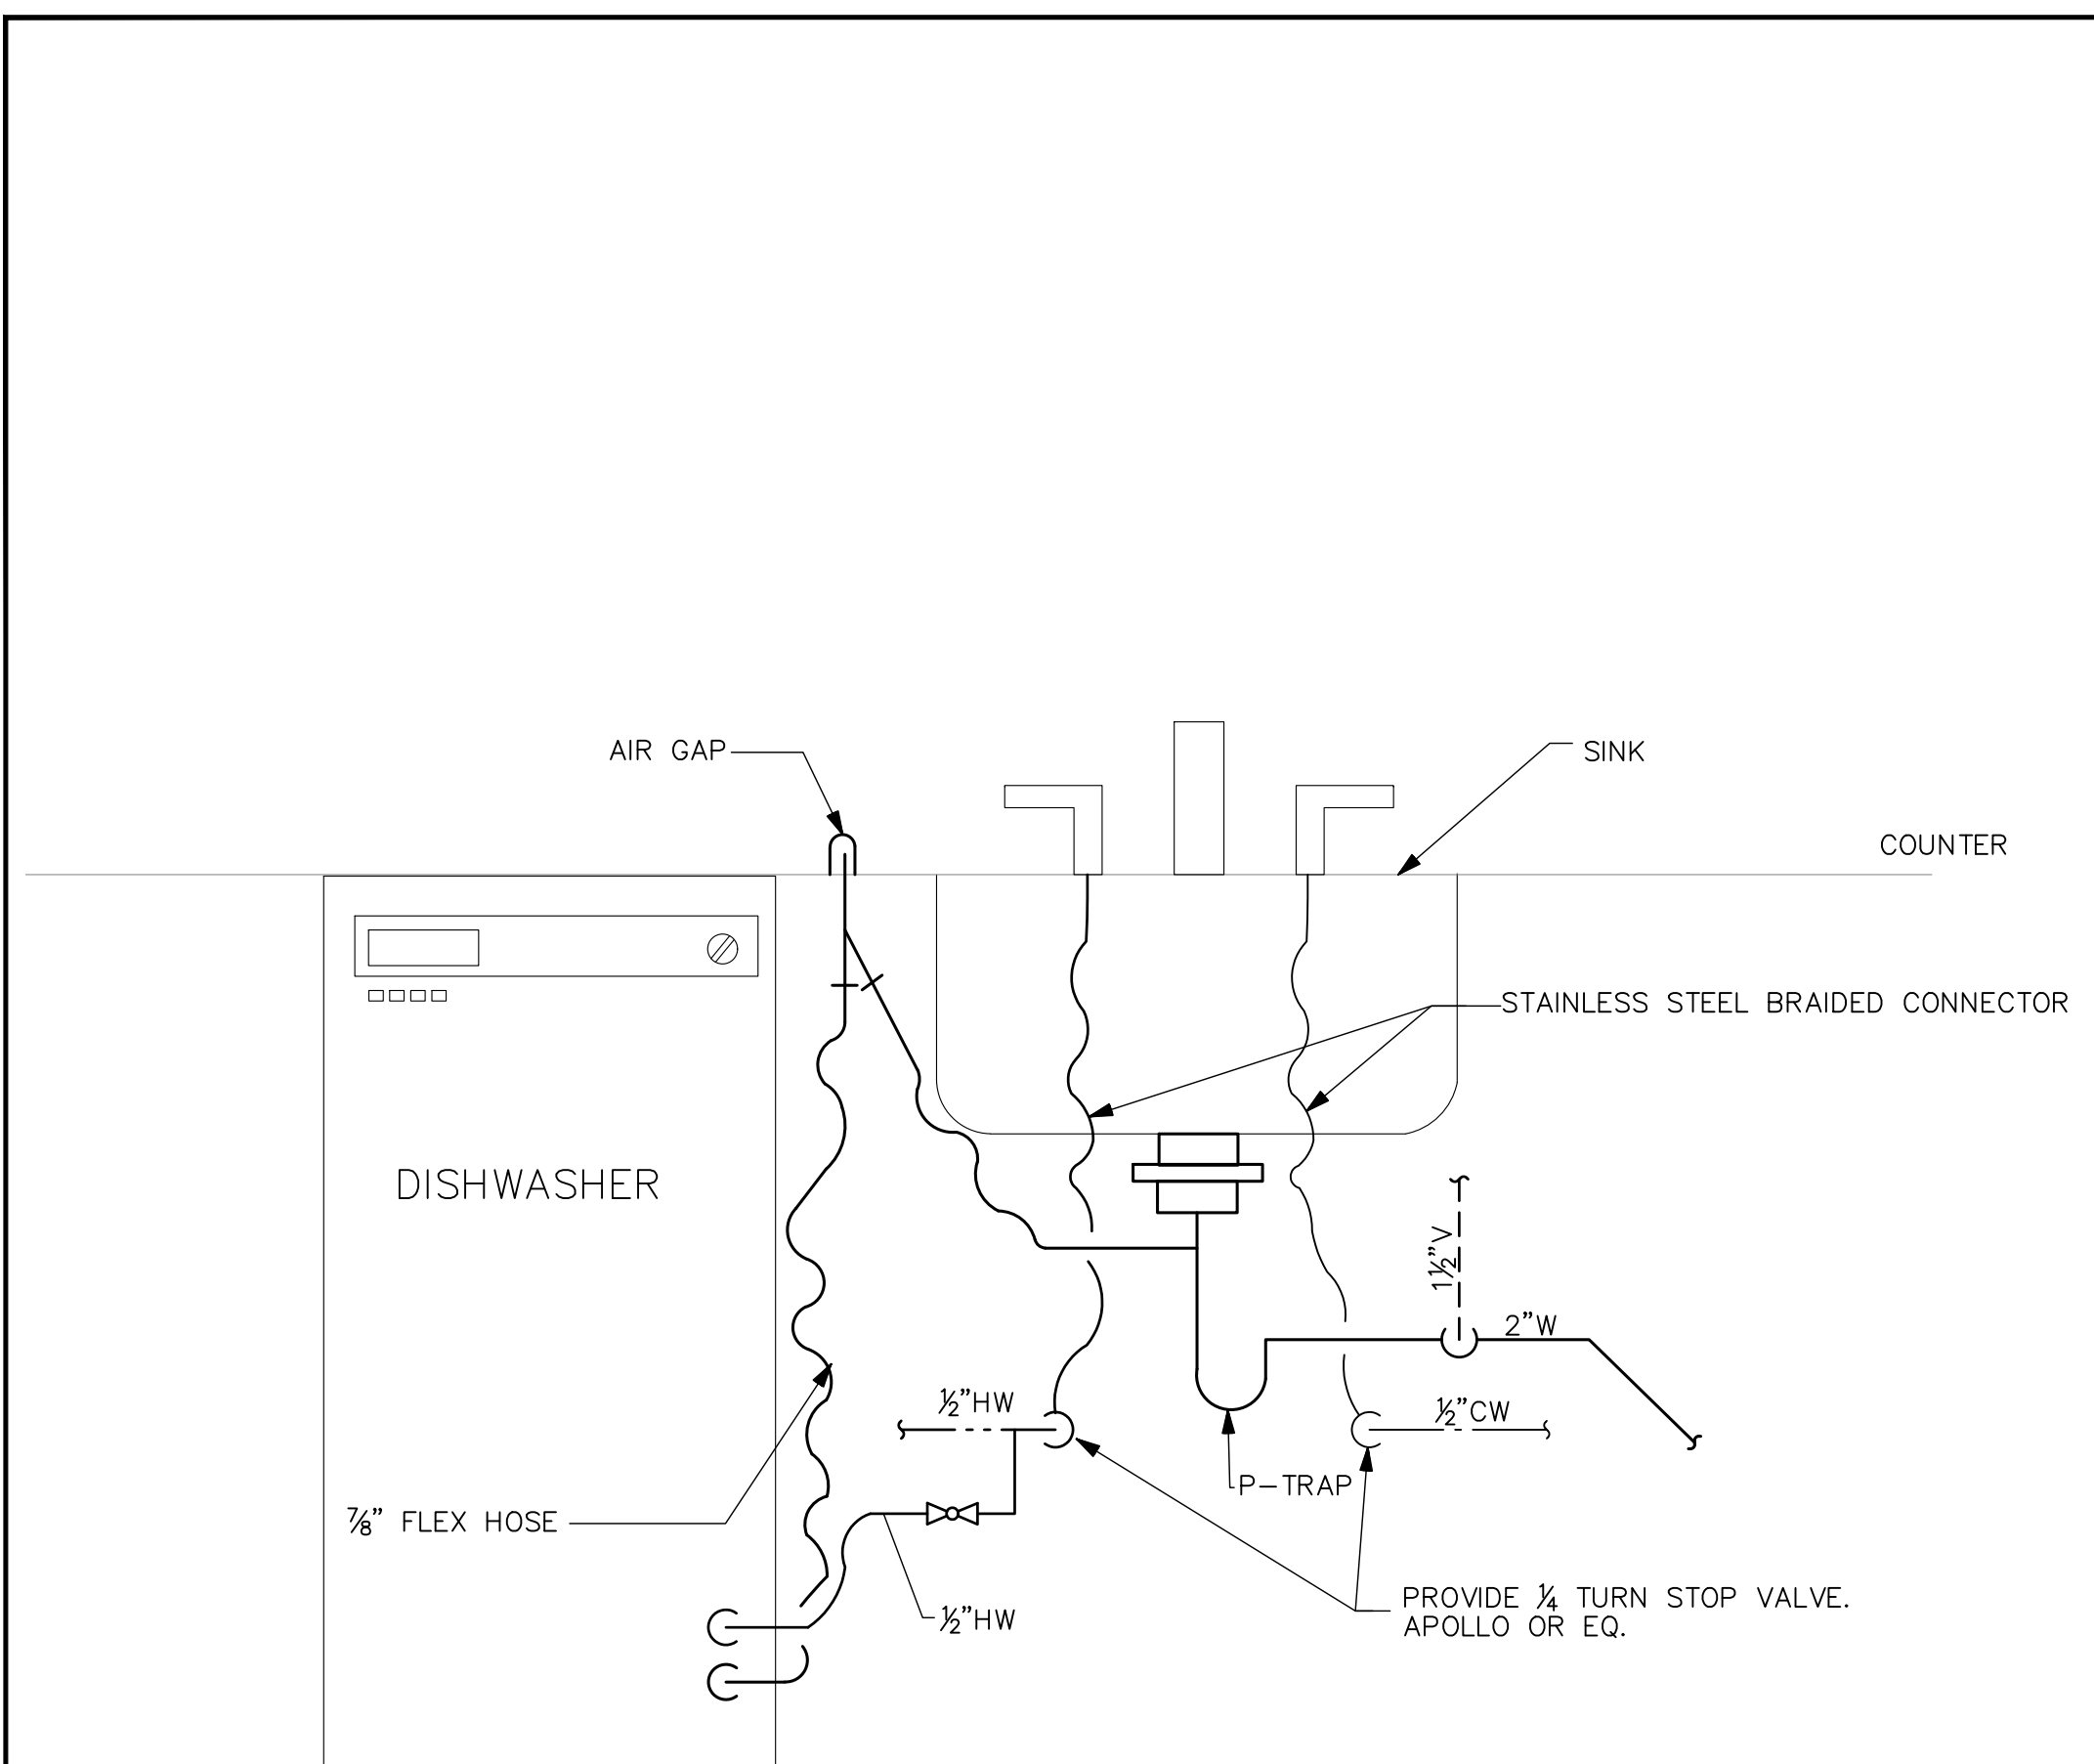 AIR GAP
SINK
COUNTER
STAINLESS STEEL BRAIDED CONNECTOR
DISHWASHER
1½"V
2"W
½"HW
½"CW
P-TRAP
⅞" FLEX HOSE
½"HW
PROVIDE ¼ TURN STOP VALVE.
APOLLO OR EQ.